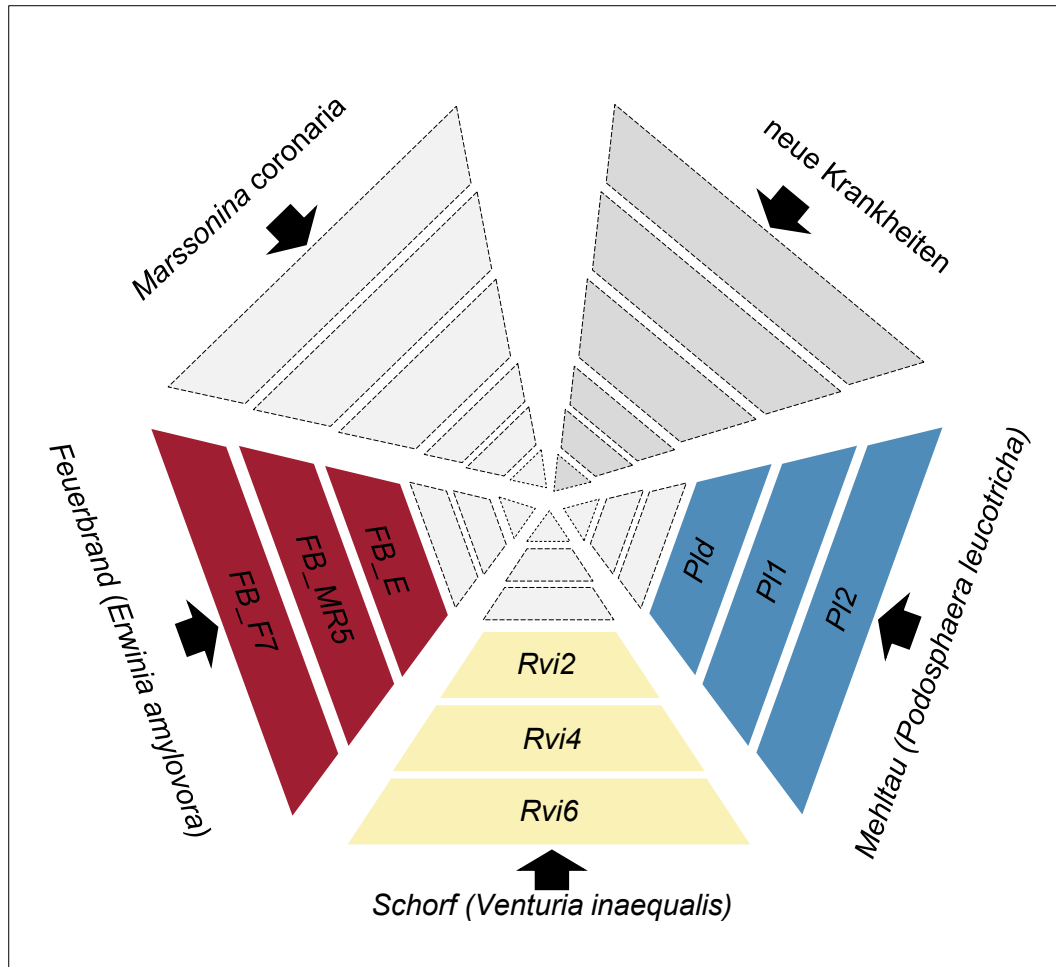 Marssonina coronaria
neue Krankheiten
Feuerbrand (Erwinia amylovora)
FB_F7
FB_MR5
FB_E
Pld
Pl1
Pl2
Mehltau (Podosphaera leucotricha)
Rvi2
Rvi4
Rvi6
Schorf (Venturia inaequalis)